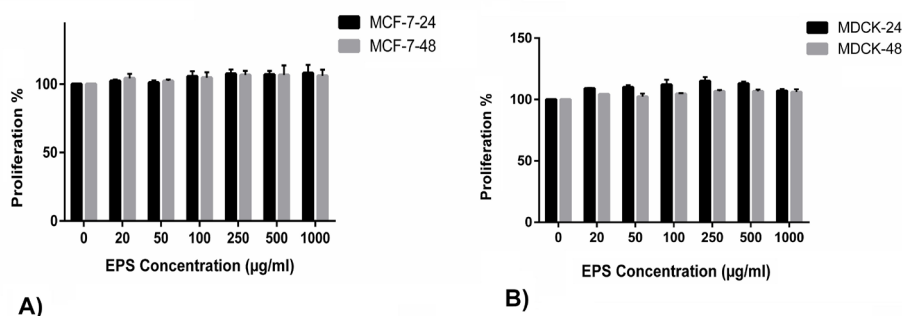 MCF-7-24
MCF-7-48
100
50
0
Proliferation %
0 20 50 100 250 500 1000
EPS Concentration (µg/ml)
A)
MDCK-24
MDCK-48
150
100
50
0
Proliferation %
0 20 50 100 250 500 1000
EPS Concentration (µg/ml)
B)